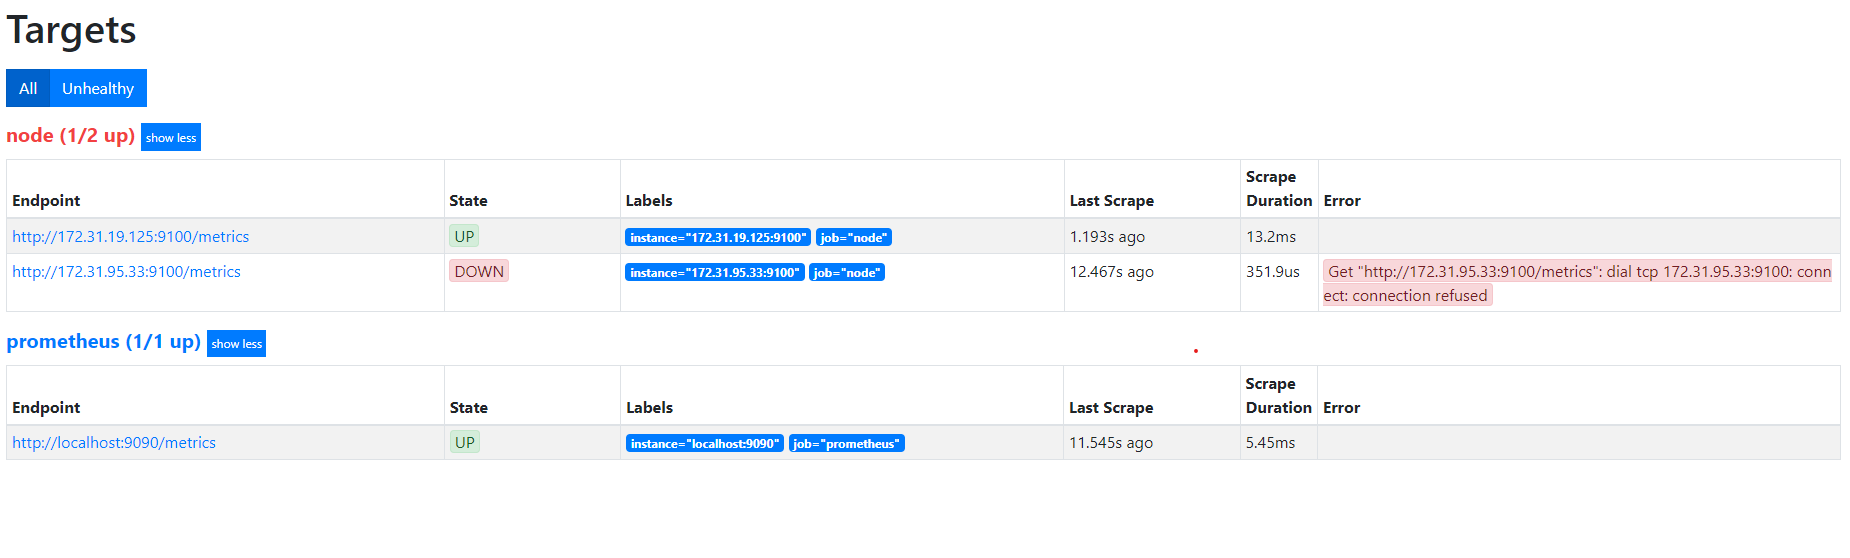 Targets
All Unhealthy
node (1/2 up) show less
Endpoint State Labels Last Scrape Scrape Duration Error
http://172.31.19.125:9100/metrics UP instance="172.31.19.125:9100" job="node" 1.193s ago 13.2ms
http://172.31.95.33:9100/metrics DOWN instance="172.31.95.33:9100" job="node" 12.467s ago 351.9us Get "http://172.31.95.33:9100/metrics": dial tcp 172.31.95.33:9100: conn
ect: connection refused
prometheus (1/1 up) show less
Endpoint State Labels Last Scrape Scrape Duration Error
http://localhost:9090/metrics UP instance="localhost:9090" job="prometheus" 11.545s ago 5.45ms